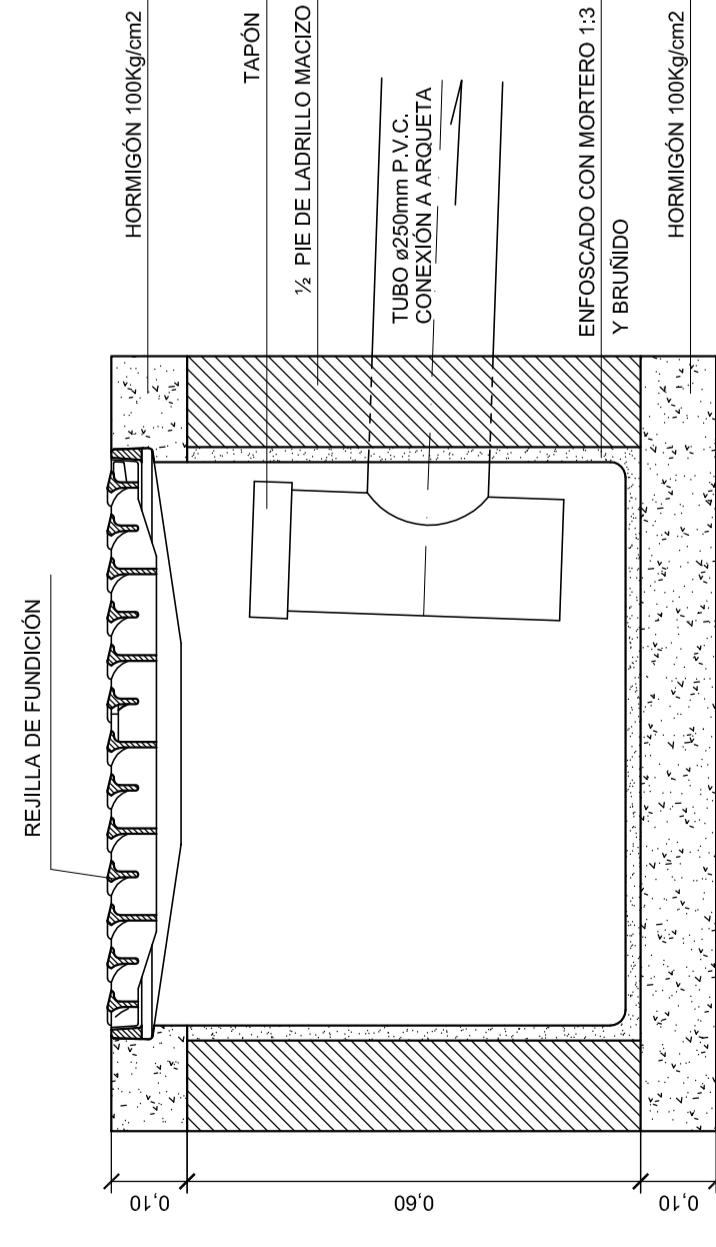 HORMIGÓN 100Kg/cm2
TAPÓN
½ PIE DE LADRILLO MACIZO
TUBO ø250mm P.V.C.
CONEXIÓN A ARQUETA
ENFOSCADO CON MORTERO 1:3
Y BRUÑIDO
HORMIGÓN 100Kg/cm2
REJILLA DE FUNDICIÓN
0,10
0,60
0,10